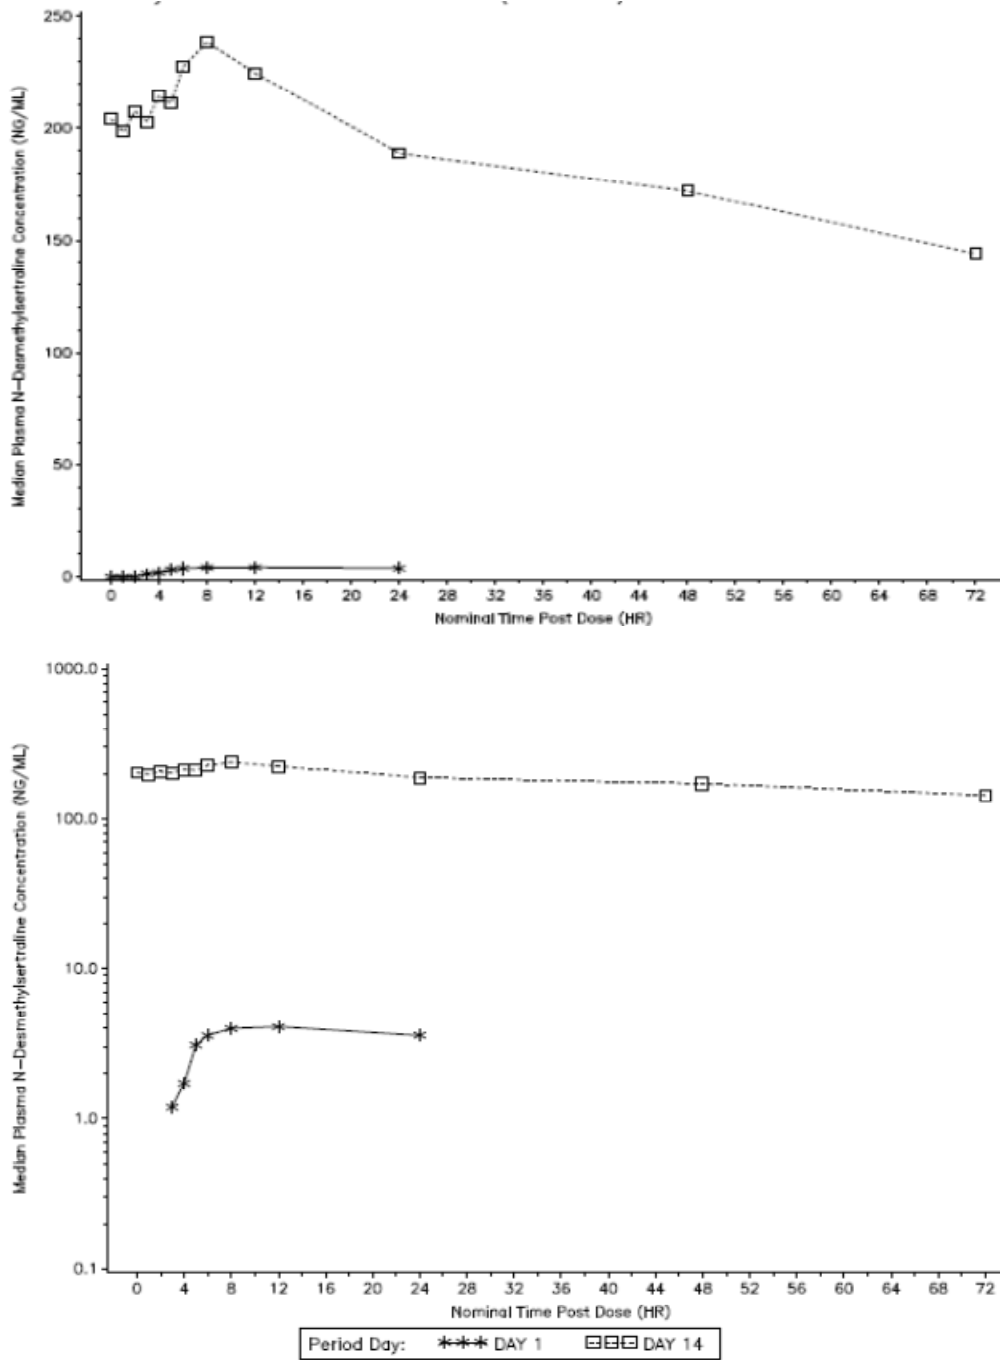 Median Plasma N-Desmethylsertraline Concentration (NG/ML)
250
200
150
100
50
0
0 4 8 12 16 20 24 28 32 36 40 44 48 52 56 60 64 68 72
Nominal Time Post Dose (HR)
Median Plasma N-Desmethylsertraline Concentration (NG/ML)
1000.0
100.0
10.0
1.0
0.1
0 4 8 12 16 20 24 28 32 36 40 44 48 52 56 60 64 68 72
Nominal Time Post Dose (HR)
Period Day: DAY 1 DAY 14